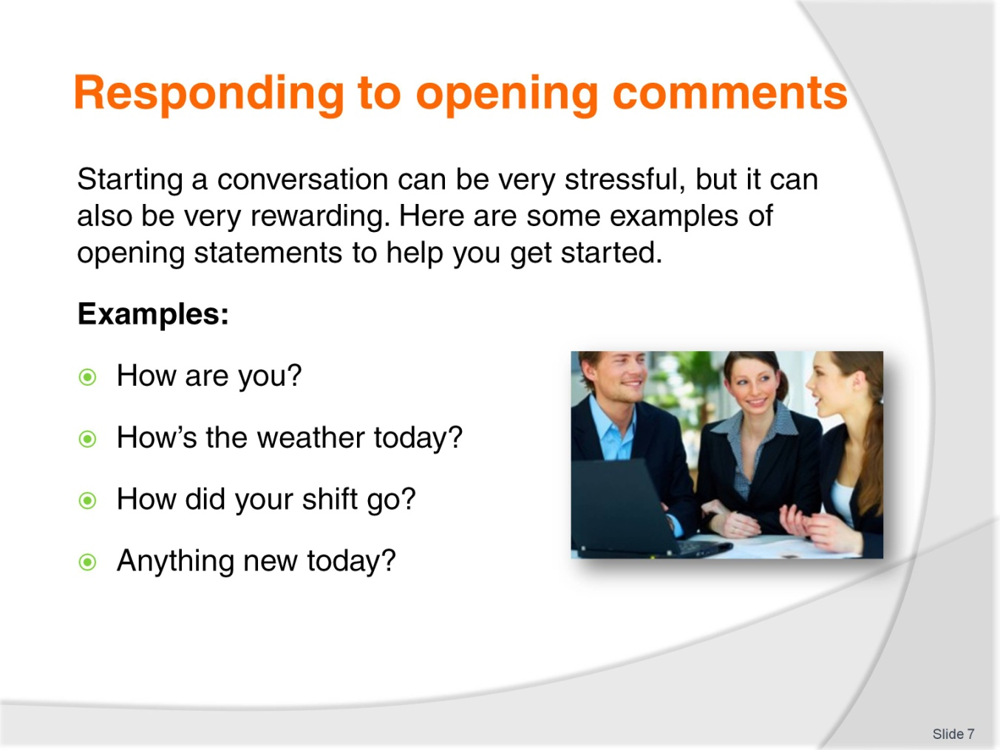 Responding to opening comments
Starting a conversation can be very stressful, but it can
also be very rewarding. Here are some examples of
opening statements to help you get started.
Examples:
How are you?
How’s the weather today?
How did your shift go?
Anything new today?
Slide 7